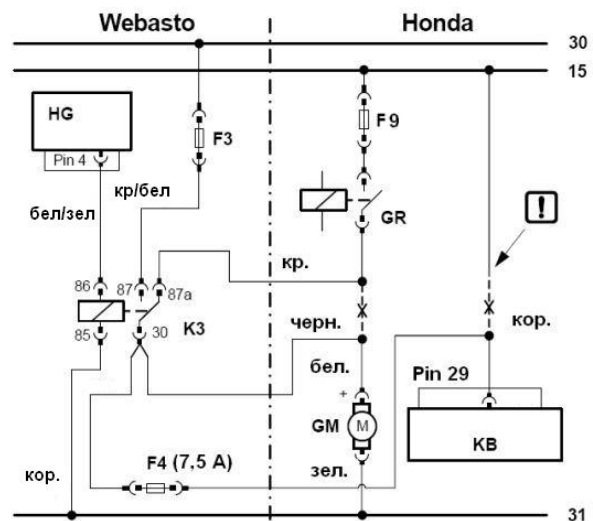 Webasto Honda
30
15
HG
F3
F 9
Pin 4
кр/бел
бел/зел
GR
!
86 87 87a
кр.
K3
черн.
кор.
85 30
бел.
Pin 29
+
GM M
KB
F4 (7,5 A)
зел.
кор.
31